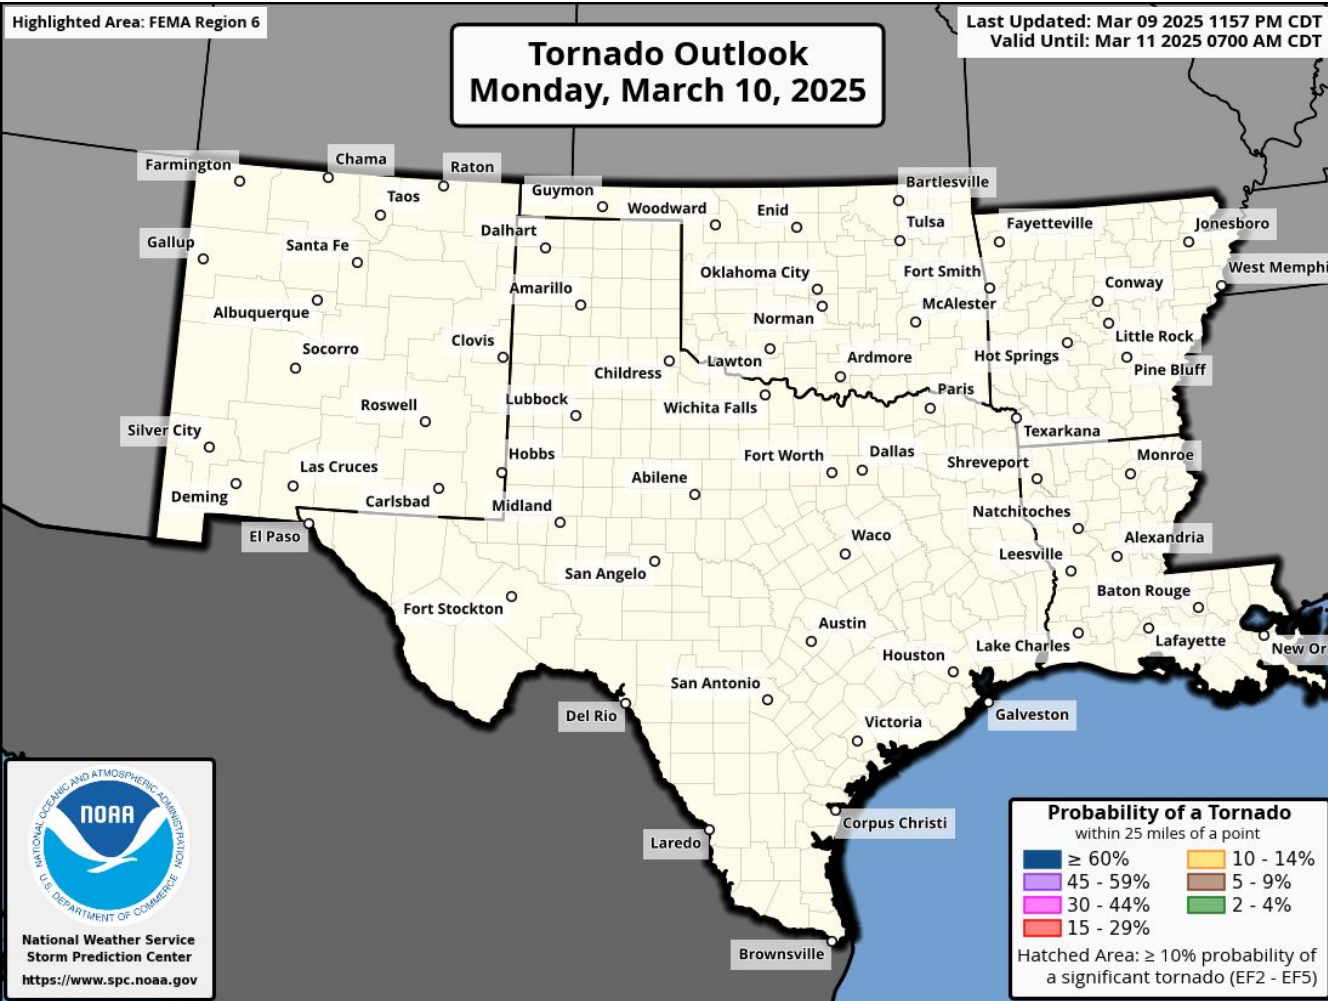 Highlighted Area: FEMA Region 6
Last Updated: Mar 09 2025 1157 PM CDT
Valid Until: Mar 11 2025 0700 AM CDT
Tornado Outlook
Monday, March 10, 2025
Farmington
Chama
Raton
Taos
Guymon
Woodward
Enid
Bartlesville
Tulsa
Fayetteville
Jonesboro
Gallup
Santa Fe
Dalhart
Oklahoma City
Fort Smith
West Memphi
Albuquerque
Amarillo
Norman
McAlester
Conway
Socorro
Clovis
Childress
Lawton
Ardmore
Hot Springs
Little Rock
Pine Bluff
Roswell
Lubbock
Wichita Falls
Paris
Texarkana
Silver City
Las Cruces
Hobbs
Abilene
Fort Worth
Dallas
Shreveport
Monroe
Deming
Carlsbad
Midland
Natchitoches
El Paso
San Angelo
Waco
Leesville
Alexandria
Fort Stockton
Austin
Baton Rouge
Houston
Lake Charles
Lafayette
New Or
San Antonio
Del Rio
Victoria
Galveston
Laredo
Corpus Christi
Brownsville
NATIONAL OCEANIC AND ATMOSPHERIC ADMINISTRATION
NOAA
U.S. DEPARTMENT OF COMMERCE
National Weather Service
Storm Prediction Center
https://www.spc.noaa.gov
Probability of a Tornado
within 25 miles of a point
≥ 60%
10 - 14%
45 - 59%
5 - 9%
30 - 44%
2 - 4%
15 - 29%
Hatched Area: ≥ 10% probability of
a significant tornado (EF2 - EF5)